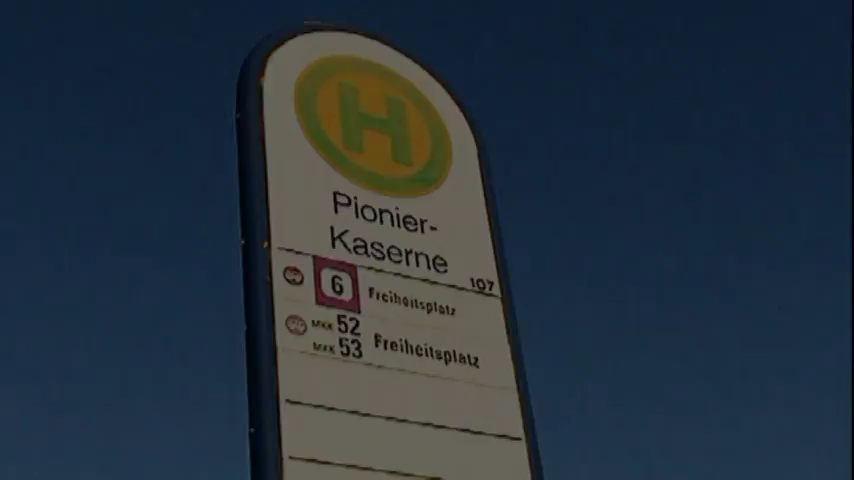 H
Pionier-
Kaserne
107
6 Freiheitsplatz
MKK 52
MKK 53 Freiheitsplatz